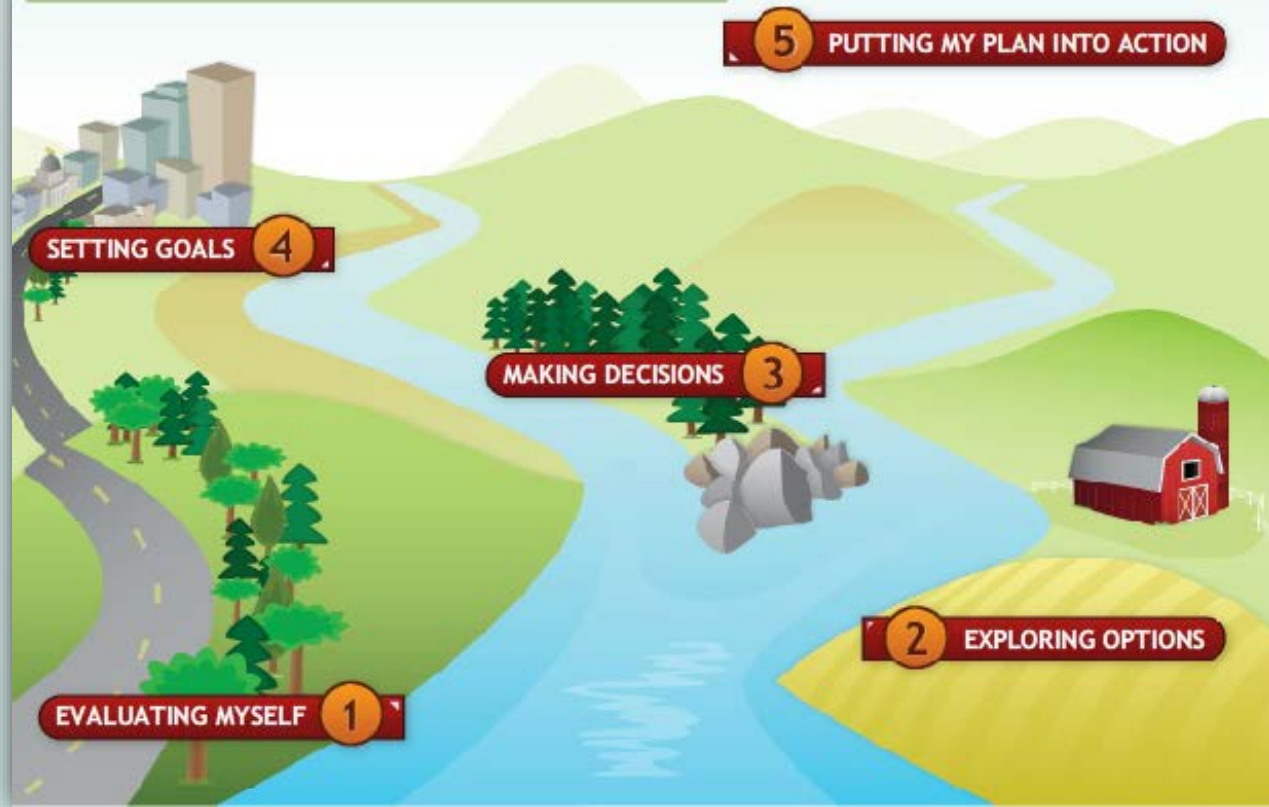 5 PUTTING MY PLAN INTO ACTION
SETTING GOALS 4
MAKING DECISIONS 3
2 EXPLORING OPTIONS
EVALUATING MYSELF 1